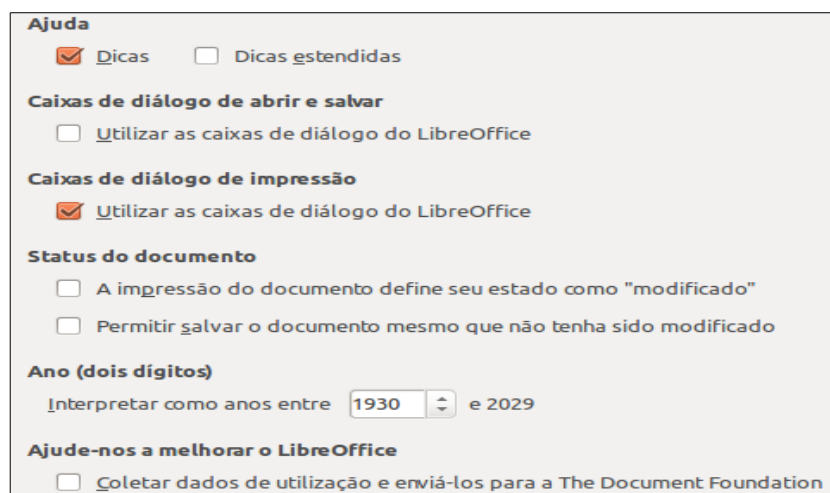 Ajuda
Dicas Dicas estendidas
Caixas de diálogo de abrir e salvar
Utilizar as caixas de diálogo do LibreOffice
Caixas de diálogo de impressão
Utilizar as caixas de diálogo do LibreOffice
Status do documento
A impressão do documento define seu estado como "modificado"
Permitir salvar o documento mesmo que não tenha sido modificado
Ano (dois dígitos)
Interpretar como anos entre 1930 e 2029
Ajude-nos a melhorar o LibreOffice
Coletar dados de utilização e enviá-los para a The Document Foundation